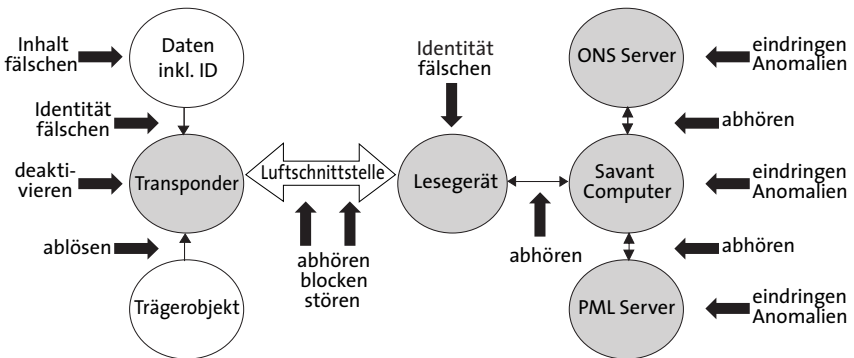 Inhalt
fälschen
Daten
inkl. ID
Identität
fälschen
ONS Server
eindringen
Anomalien
Identität
fälschen
abhören
deakti-
vieren
Transponder
Luftschnittstelle
Lesegerät
Savant
Computer
eindringen
Anomalien
ablösen
abhören
blocken
stören
abhören
abhören
Trägerobjekt
PML Server
eindringen
Anomalien